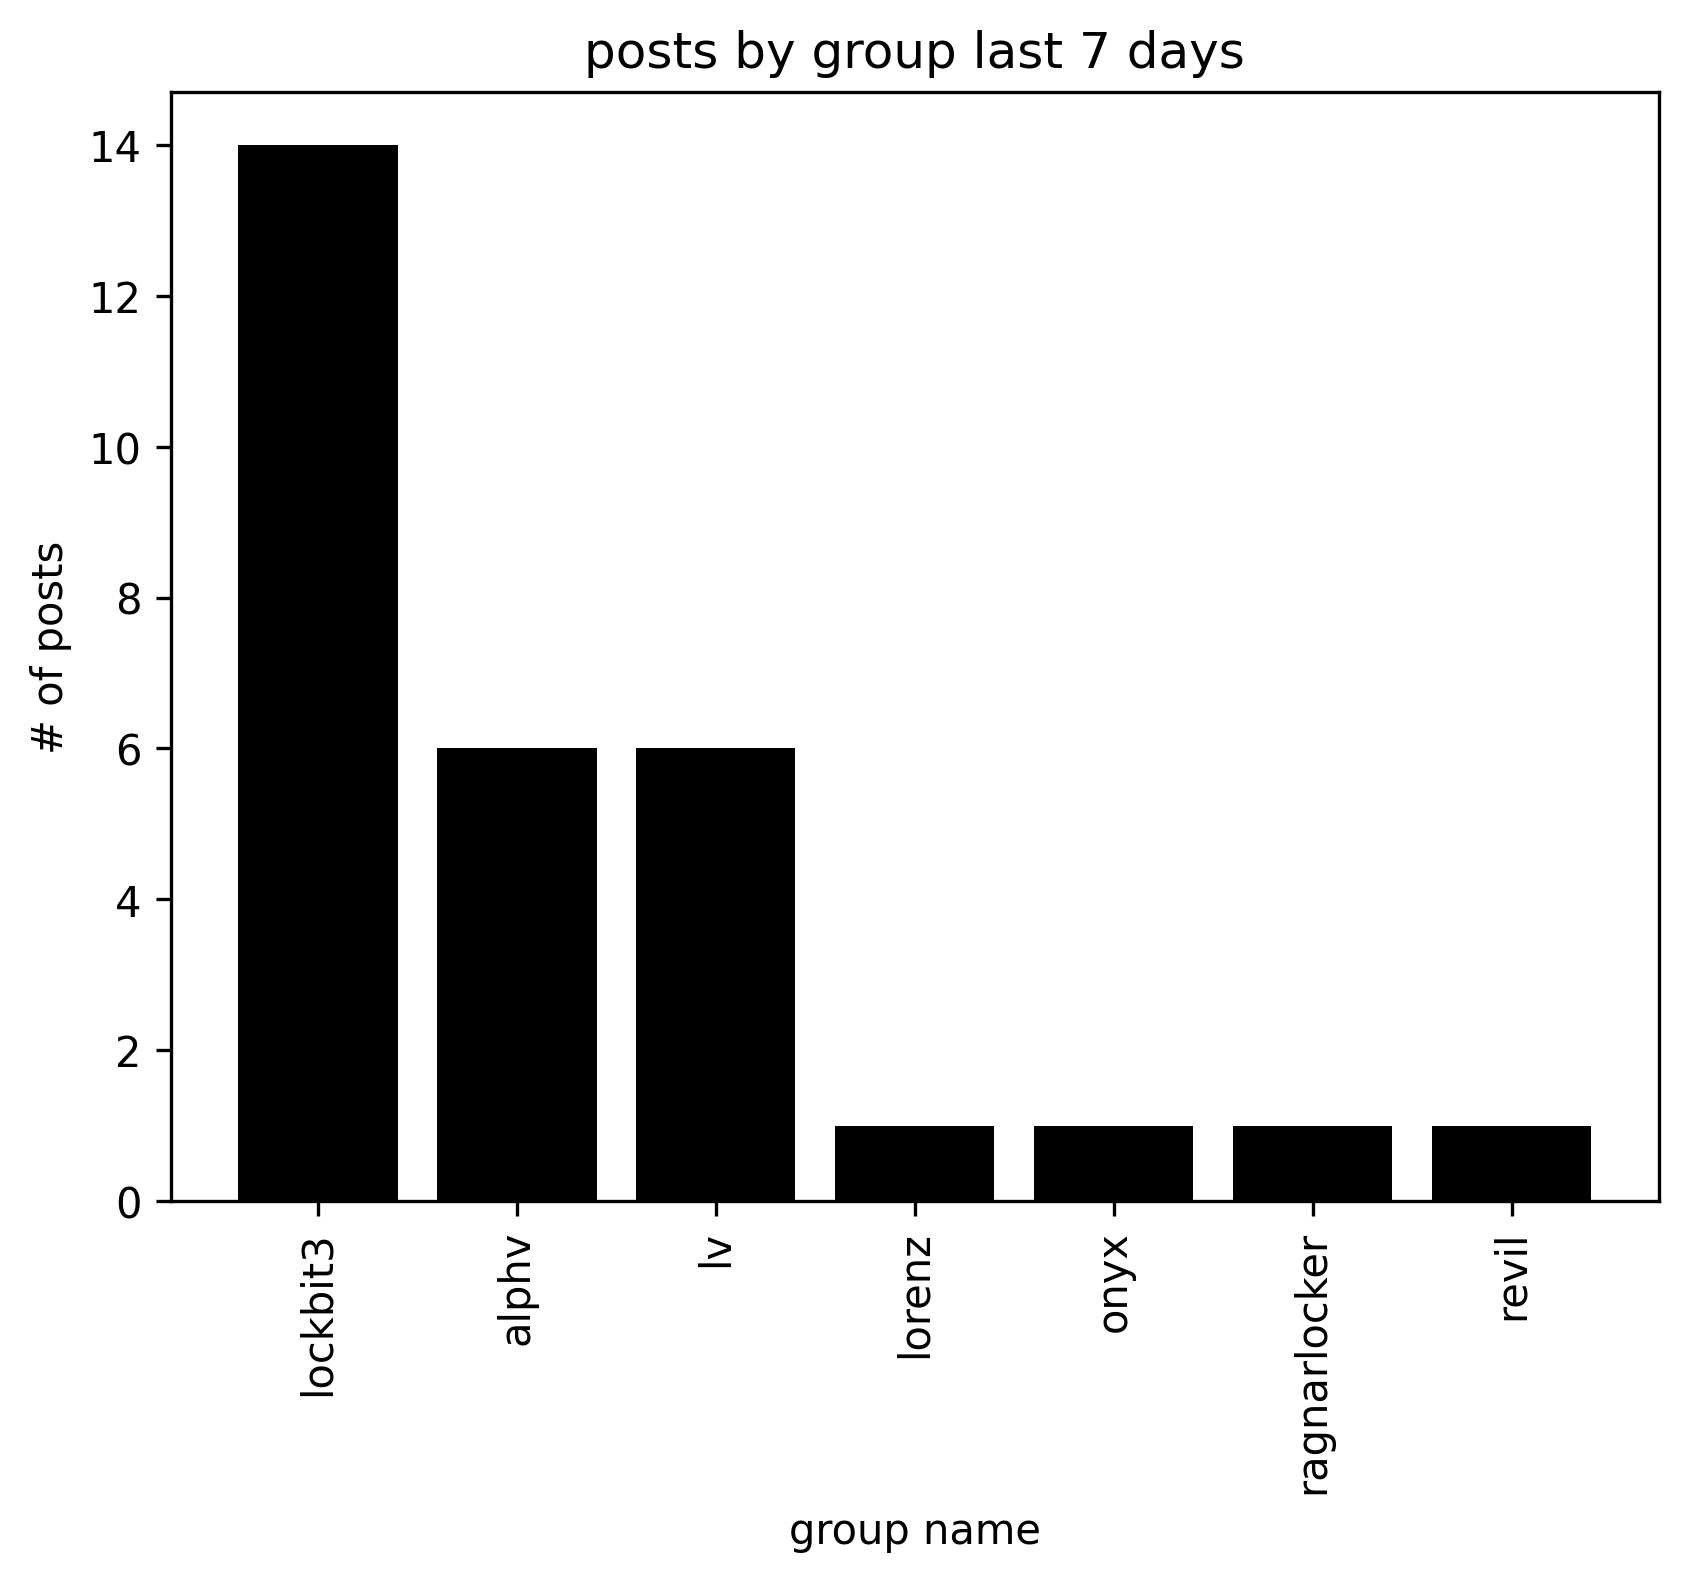 posts by group last 7 days
# of posts
14
12
10
8
6
4
2
0
lockbit3
alphv
lv
lorenz
onyx
ragnarlocker
revil
group name